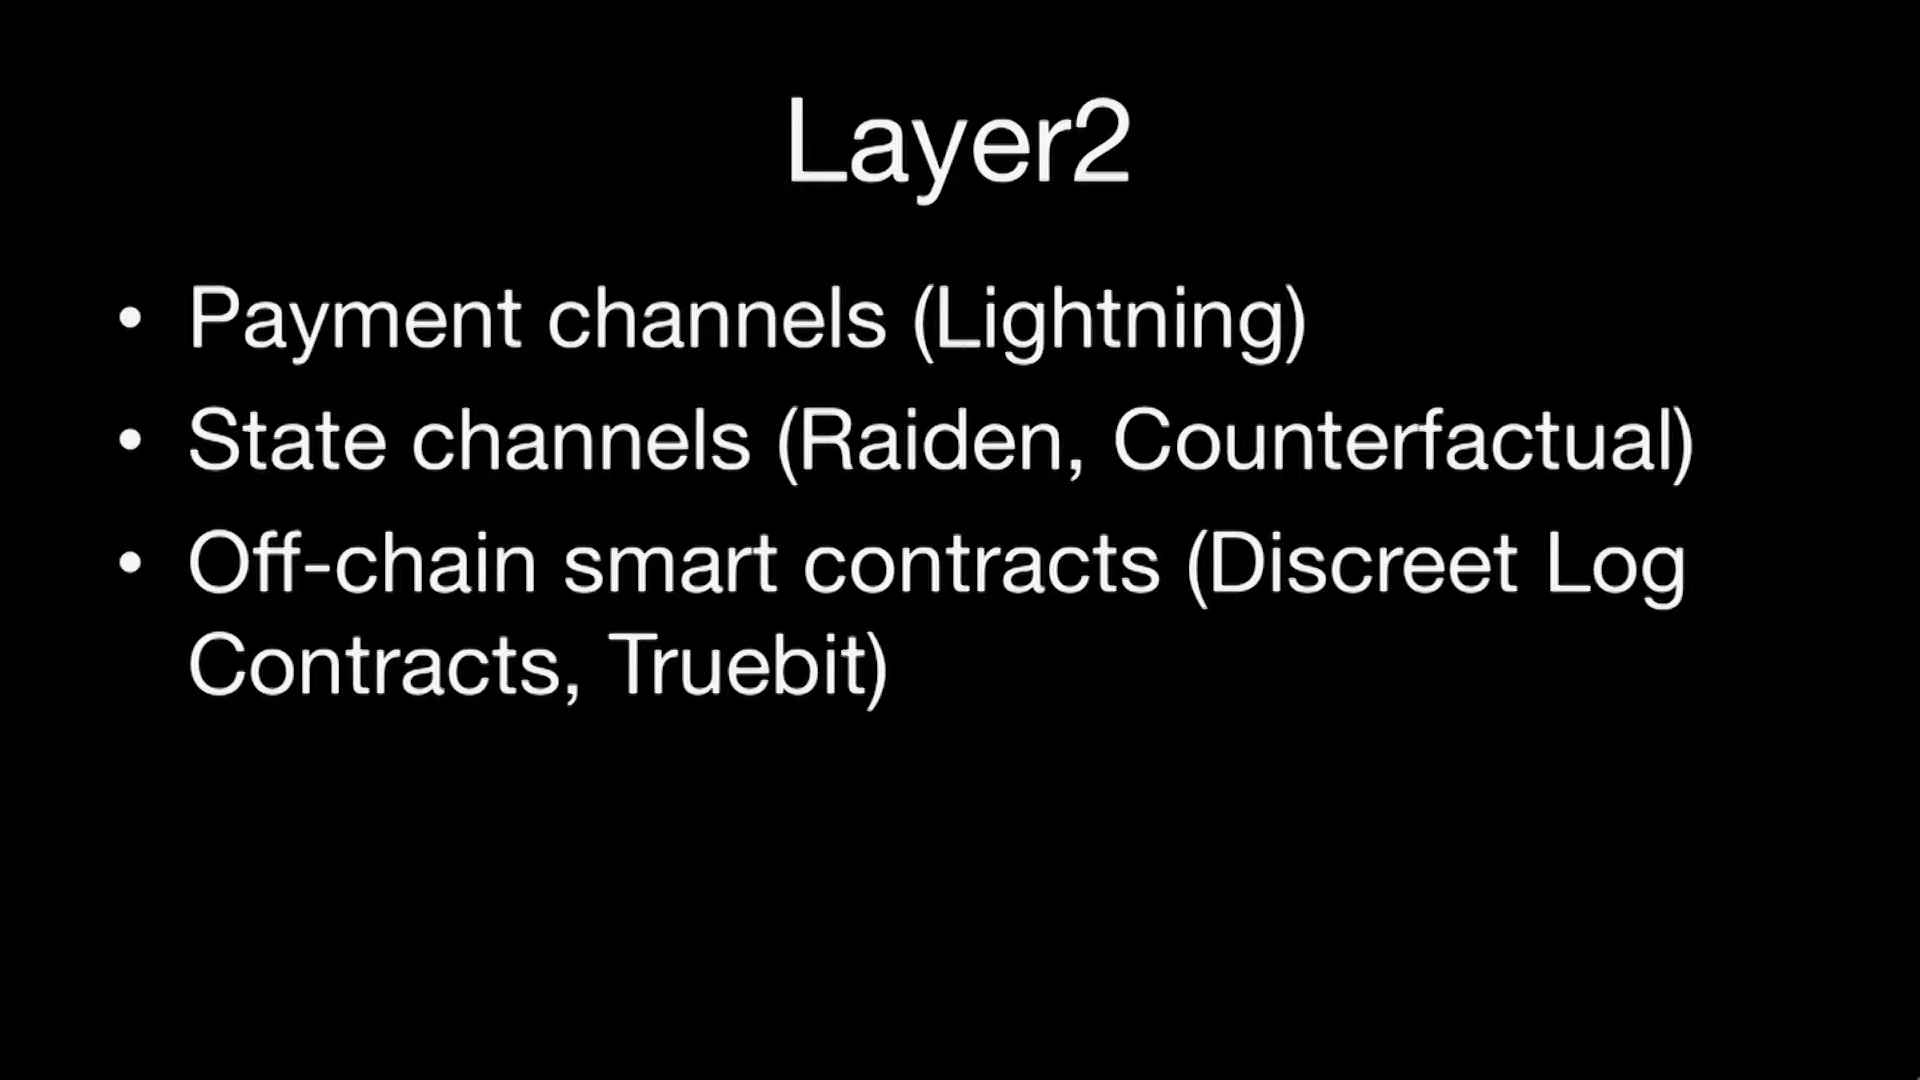 Layer2
• Payment channels (Lightning)
• State channels (Raiden, Counterfactual)
• Off-chain smart contracts (Discreet Log
Contracts, Truebit)